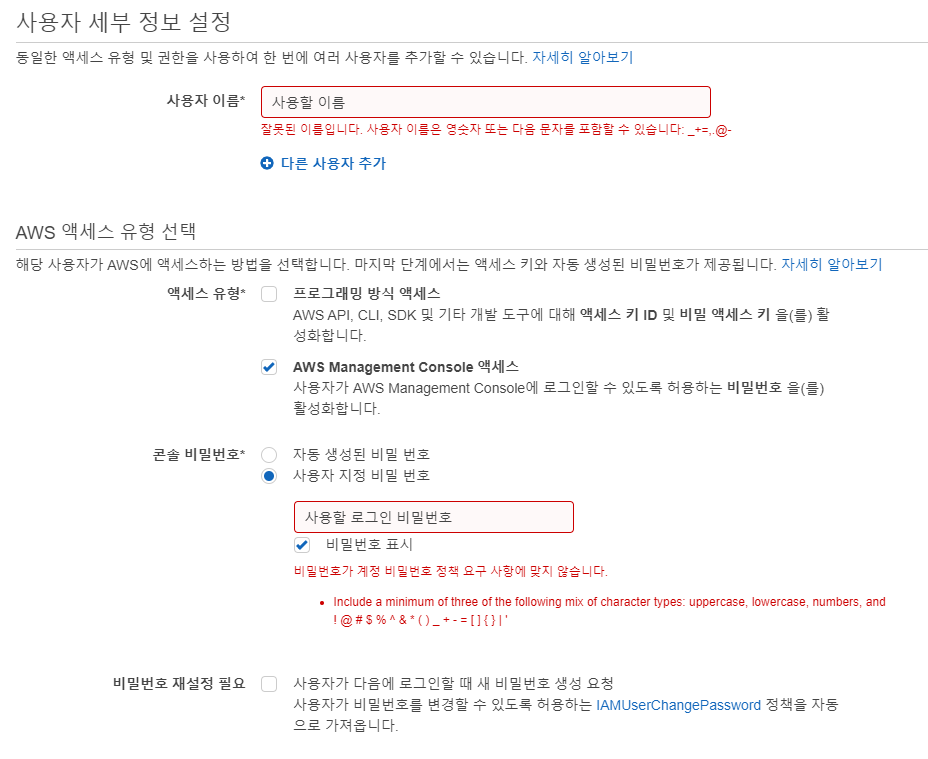 사용자 세부 정보 설정
동일한 액세스 유형 및 권한을 사용하여 한 번에 여러 사용자를 추가할 수 있습니다. 자세히 알아보기
사용자 이름* 사용할 이름
잘못된 이름입니다. 사용자 이름은 영숫자 또는 다음 문자를 포함할 수 있습니다: _+=,.@-
다른 사용자 추가
AWS 액세스 유형 선택
해당 사용자가 AWS에 액세스하는 방법을 선택합니다. 마지막 단계에서는 액세스 키와 자동 생성된 비밀번호가 제공됩니다. 자세히 알아보기
액세스 유형* 프로그래밍 방식 액세스
AWS API, CLI, SDK 및 기타 개발 도구에 대해 액세스 키 ID 및 비밀 액세스 키 을(를) 활
성화합니다.
AWS Management Console 액세스
사용자가 AWS Management Console에 로그인할 수 있도록 허용하는 비밀번호 을(를)
활성화합니다.
콘솔 비밀번호* 자동 생성된 비밀 번호
사용자 지정 비밀 번호
사용할 로그인 비밀번호
비밀번호 표시
비밀번호가 계정 비밀번호 정책 요구 사항에 맞지 않습니다.
• Include a minimum of three of the following mix of character types: uppercase, lowercase, numbers, and
! @ # $ % ^ & * ( ) _ + - = [ ] { } | '
비밀번호 재설정 필요 사용자가 다음에 로그인할 때 새 비밀번호 생성 요청
사용자가 비밀번호를 변경할 수 있도록 허용하는 IAMUserChangePassword 정책을 자동
으로 가져옵니다.